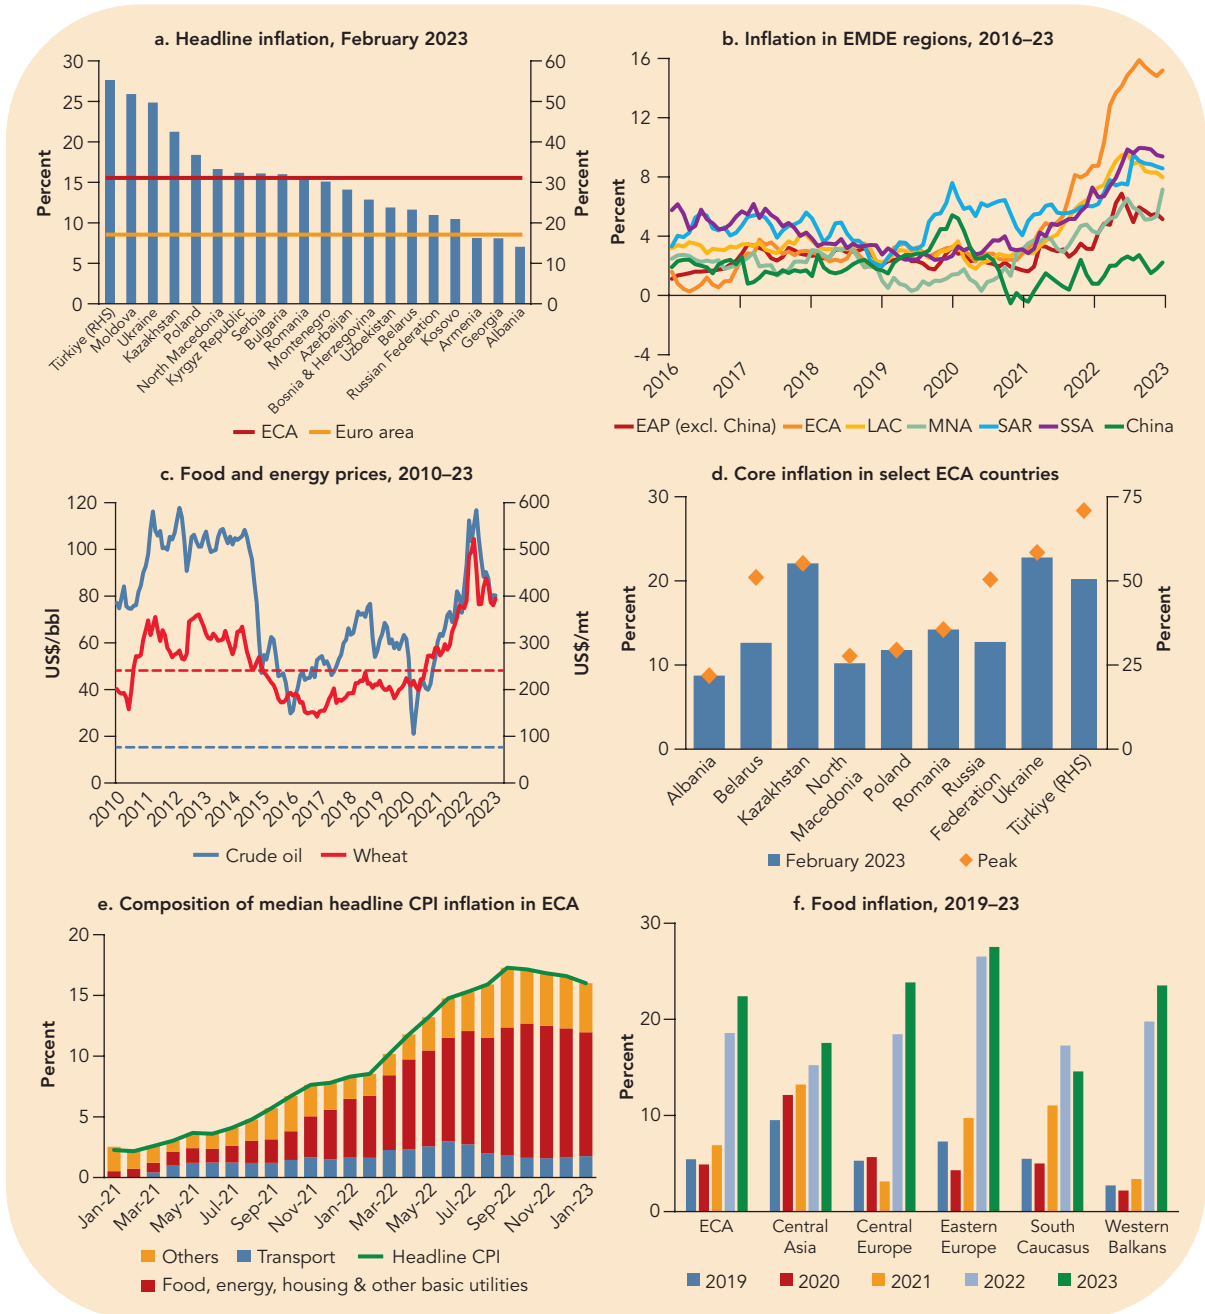 a. Headline inflation, February 2023
30
25
20
15
10
5
0
Percent
60
50
40
30
20
10
0
Percent
Türkiye (RHS)
Moldova
Ukraine
Kazakhstan
Poland
North Macedonia
Kyrgyz Republic
Serbia
Bulgaria
Romania
Montenegro
Azerbaijan
Bosnia & Herzegovina
Uzbekistan
Belarus
Russian Federation
Kosovo
Armenia
Georgia
Albania
ECA
Euro area
b. Inflation in EMDE regions, 2016–23
16
12
8
4
0
-4
Percent
2016
2017
2018
2019
2020
2021
2022
2023
EAP (excl. China)
ECA
LAC
MNA
SAR
SSA
China
c. Food and energy prices, 2010–23
120
100
80
60
40
20
0
US$/bbl
600
500
400
300
200
100
0
US$/mt
2010
2011
2012
2013
2014
2015
2016
2017
2018
2019
2020
2021
2022
2023
Crude oil
Wheat
d. Core inflation in select ECA countries
30
20
10
0
Percent
75
50
25
0
Percent
Albania
Belarus
Kazakhstan
North
Macedonia
Poland
Romania
Russia
Federation
Ukraine
Türkiye (RHS)
February 2023
Peak
e. Composition of median headline CPI inflation in ECA
20
15
10
5
0
Percent
Jan-21
Mar-21
May-21
Jul-21
Sep-21
Nov-21
Jan-22
Mar-22
May-22
Jul-22
Sep-22
Nov-22
Jan-23
Others
Transport
Headline CPI
Food, energy, housing & other basic utilities
f. Food inflation, 2019–23
30
20
10
0
Percent
ECA
Central
Asia
Central
Europe
Eastern
Europe
South
Caucasus
Western
Balkans
2019
2020
2021
2022
2023